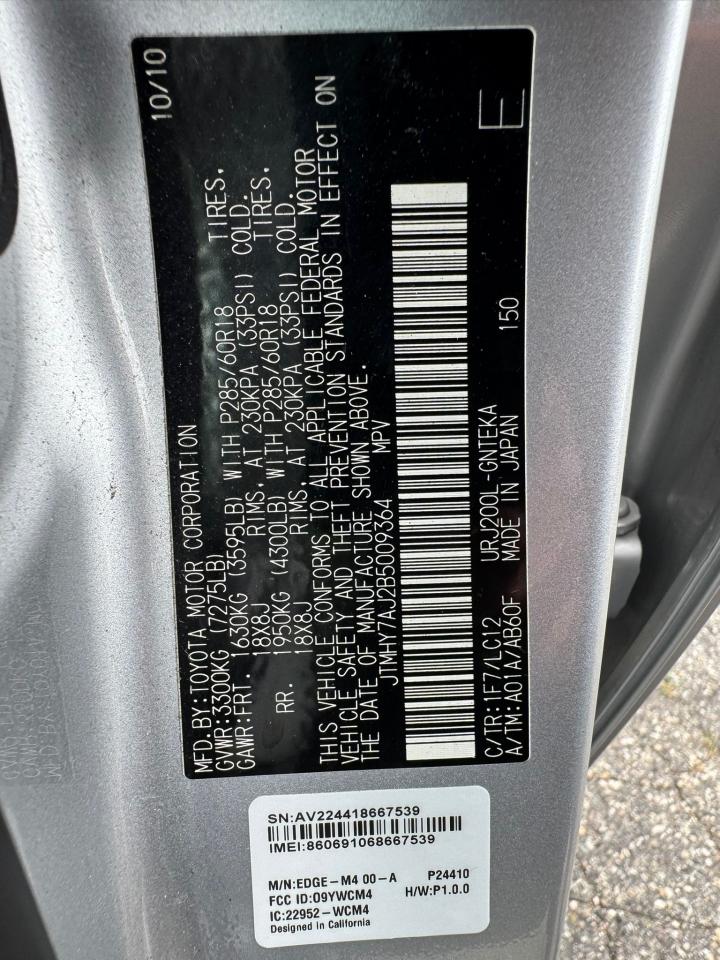 10/10
MFD.BY:TOYOTA MOTOR CORPORATION
GVWR:3300KG (7275LB)
GAWR:FRT. 1630KG (3595LB) WITH P285/60R18 TIRES,
18X8J RIMS, AT 230KPA (33PSI) COLD.
RR. 1950KG (4300LB) WITH P285/60R18 TIRES,
18X8J RIMS, AT 230KPA (33PSI) COLD.
THIS VEHICLE CONFORMS TO ALL APPLICABLE FEDERAL MOTOR
VEHICLE SAFETY AND THEFT PREVENTION STANDARDS IN EFFECT ON
THE DATE OF MANUFACTURE SHOWN ABOVE.
JTMHY7AJ2B5009364 MPV
C/TR:1F7/LC12 URJ200L-GNTEKA 150 E
A/TM:A01A/AB60F MADE IN JAPAN
SN:AV224418667539
IMEI:860691068667539
M/N:EDGE-M4 00-A P24410
FCC ID:O9YWCM4 H/W:P1.0.0
IC:22952-WCM4
Designed in California